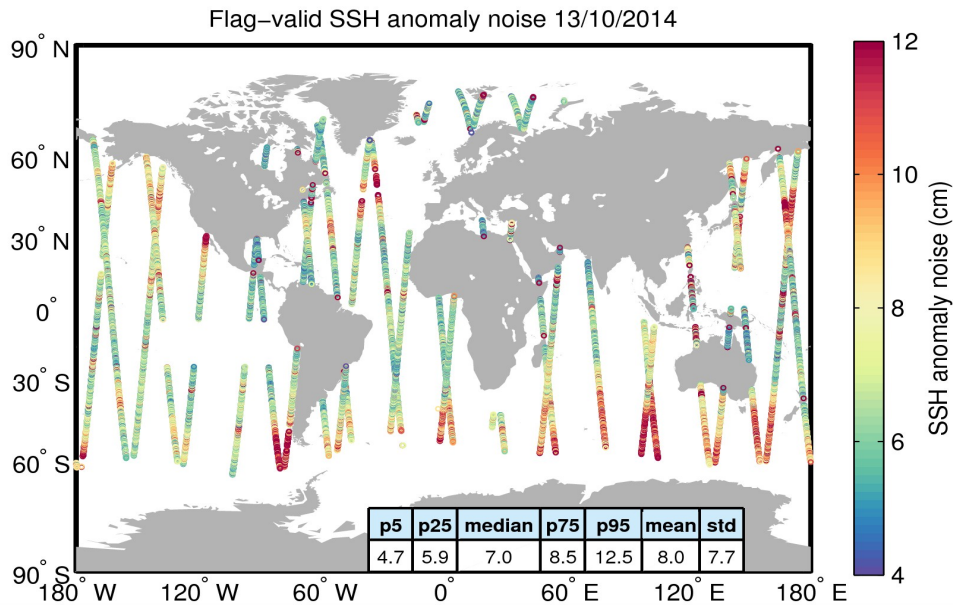 Flag−valid SSH anomaly noise 13/10/2014
90° N
60° N
30° N
0°
30° S
60° S
90° S
180° W
120° W
60° W
0°
60° E
120° E
180° E
p5 p25 median p75 p95 mean std
4.7 5.9 7.0 8.5 12.5 8.0 7.7
12
10
8
6
4
SSH anomaly noise (cm)